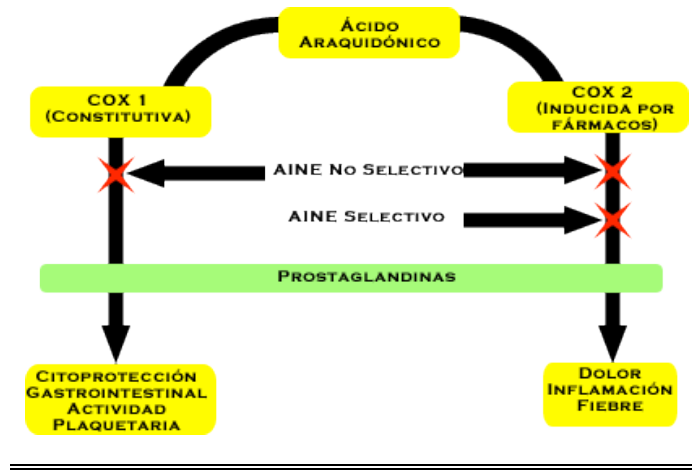 Ácido
Araquidónico
COX 1
(Constitutiva)
COX 2
(Inducida por
fármacos)
AINE No Selectivo
AINE Selectivo
Prostaglandinas
Citoprotección
Gastrointestinal
Actividad
Plaquetaria
Dolor
Inflamación
Fiebre